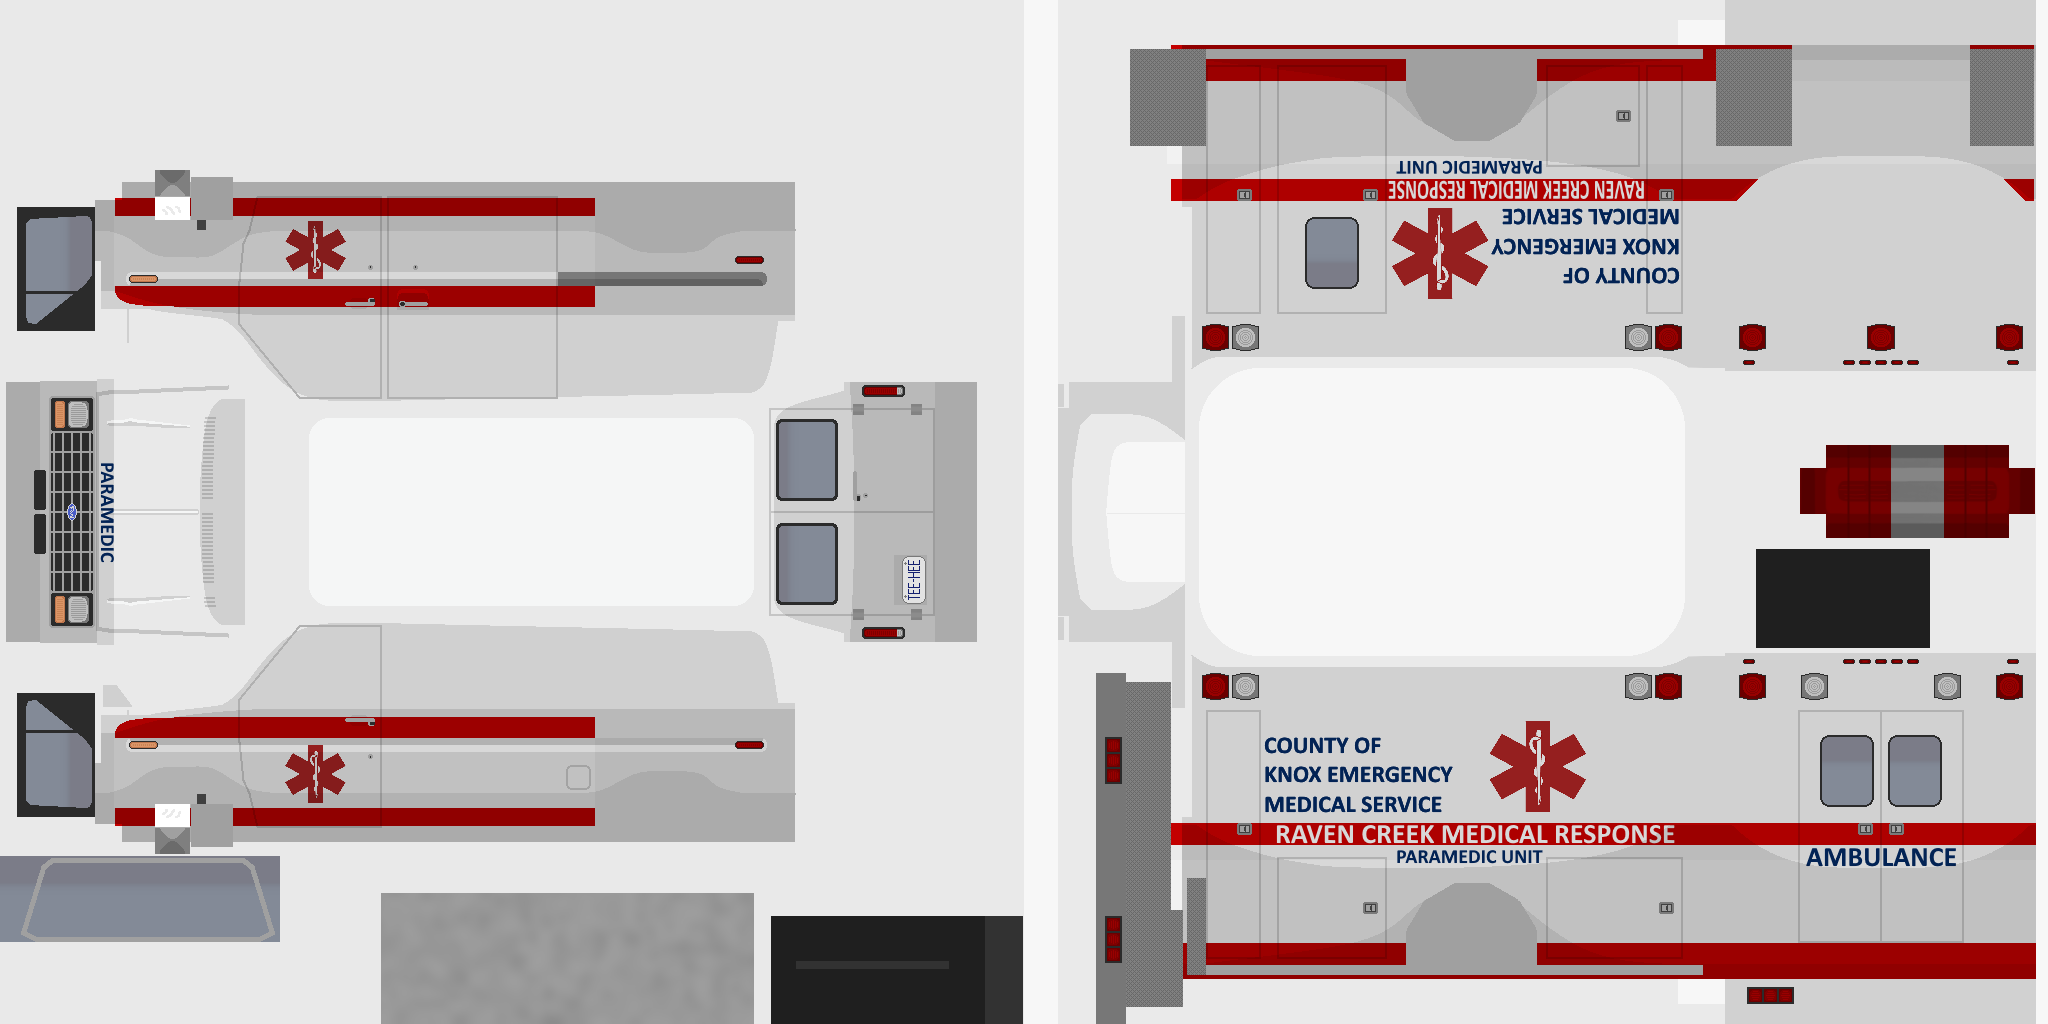 PARAMEDIC
TEE-HEE
PARAMEDIC UNIT
RAVEN CREEK MEDICAL RESPONSE
COUNTY OF
KNOX EMERGENCY
MEDICAL SERVICE
COUNTY OF
KNOX EMERGENCY
MEDICAL SERVICE
RAVEN CREEK MEDICAL RESPONSE
PARAMEDIC UNIT
AMBULANCE